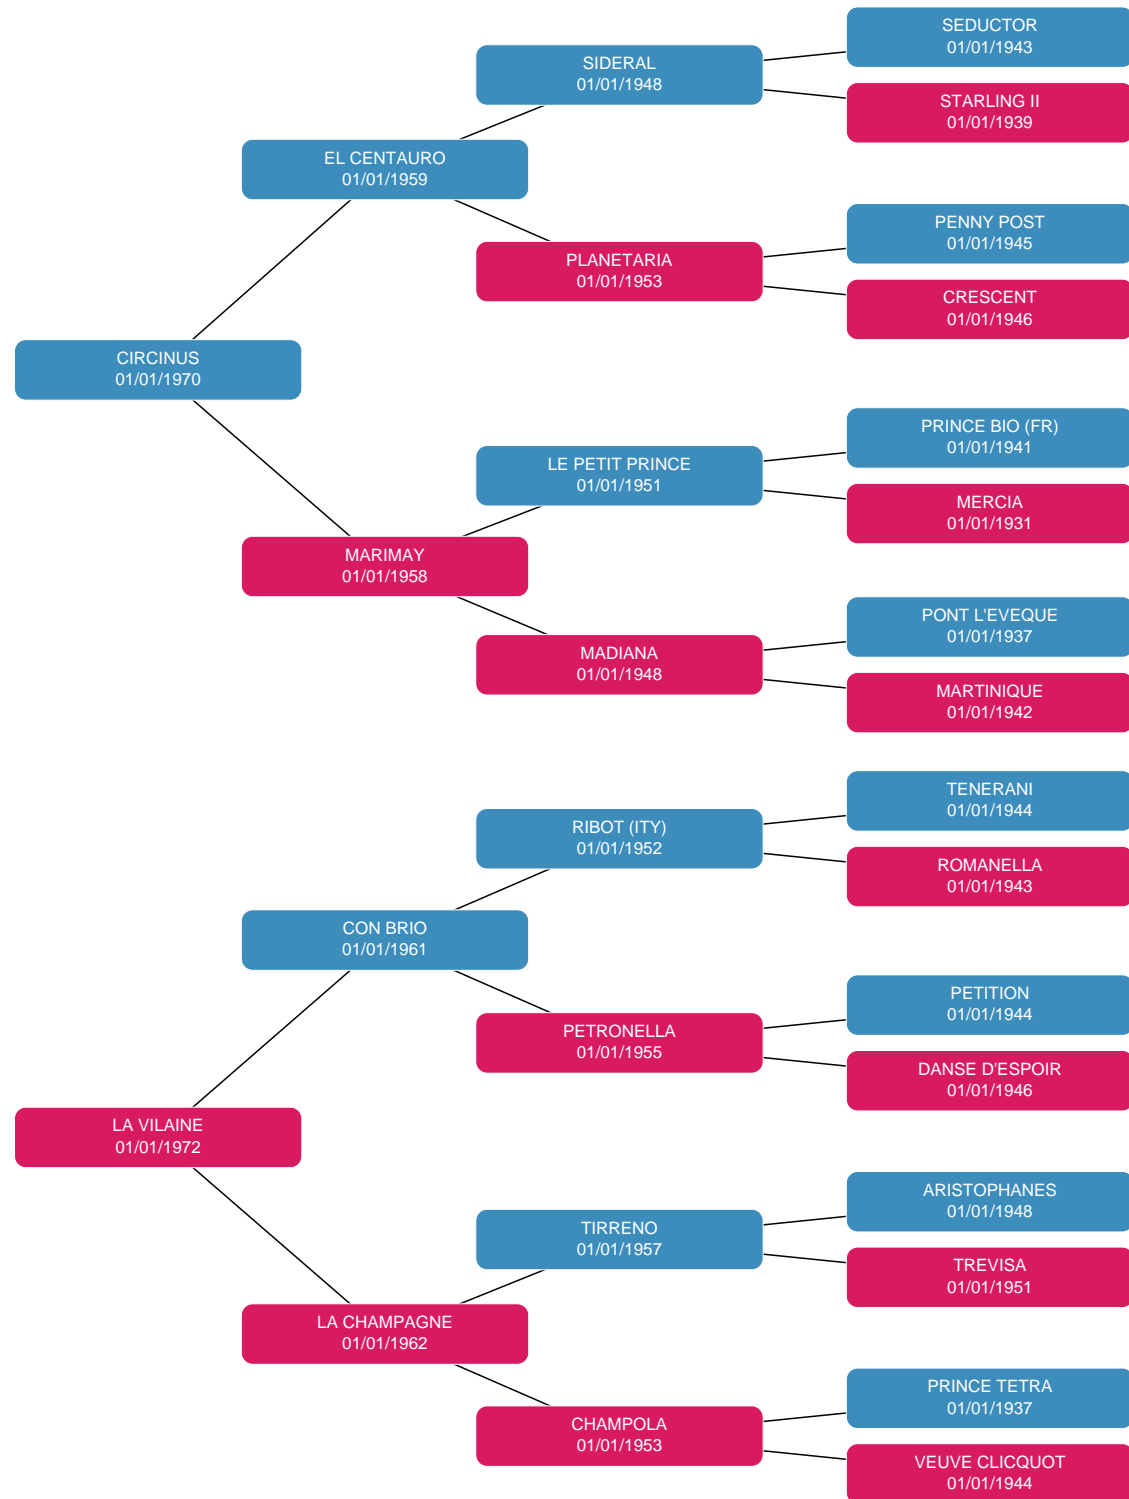 SEDUCTOR
01/01/1943
SIDERAL
01/01/1948
STARLING II
01/01/1939
EL CENTAURO
01/01/1959
PENNY POST
01/01/1945
PLANETARIA
01/01/1953
CRESCENT
01/01/1946
CIRCINUS
01/01/1970
PRINCE BIO (FR)
01/01/1941
LE PETIT PRINCE
01/01/1951
MERCIA
01/01/1931
MARIMAY
01/01/1958
PONT L'EVEQUE
01/01/1937
MADIANA
01/01/1948
MARTINIQUE
01/01/1942
TENERANI
01/01/1944
RIBOT (ITY)
01/01/1952
ROMANELLA
01/01/1943
CON BRIO
01/01/1961
PETITION
01/01/1944
PETRONELLA
01/01/1955
DANSE D'ESPOIR
01/01/1946
LA VILAINE
01/01/1972
ARISTOPHANES
01/01/1948
TIRRENO
01/01/1957
TREVISA
01/01/1951
LA CHAMPAGNE
01/01/1962
PRINCE TETRA
01/01/1937
CHAMPOLA
01/01/1953
VEUVE CLICQUOT
01/01/1944